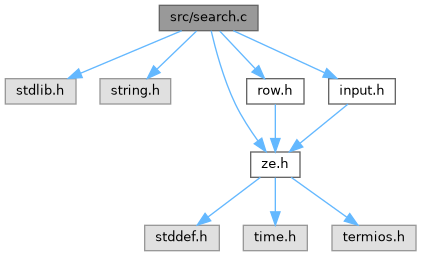 src/search.c
stdlib.h
string.h
row.h
input.h
ze.h
stddef.h
time.h
termios.h